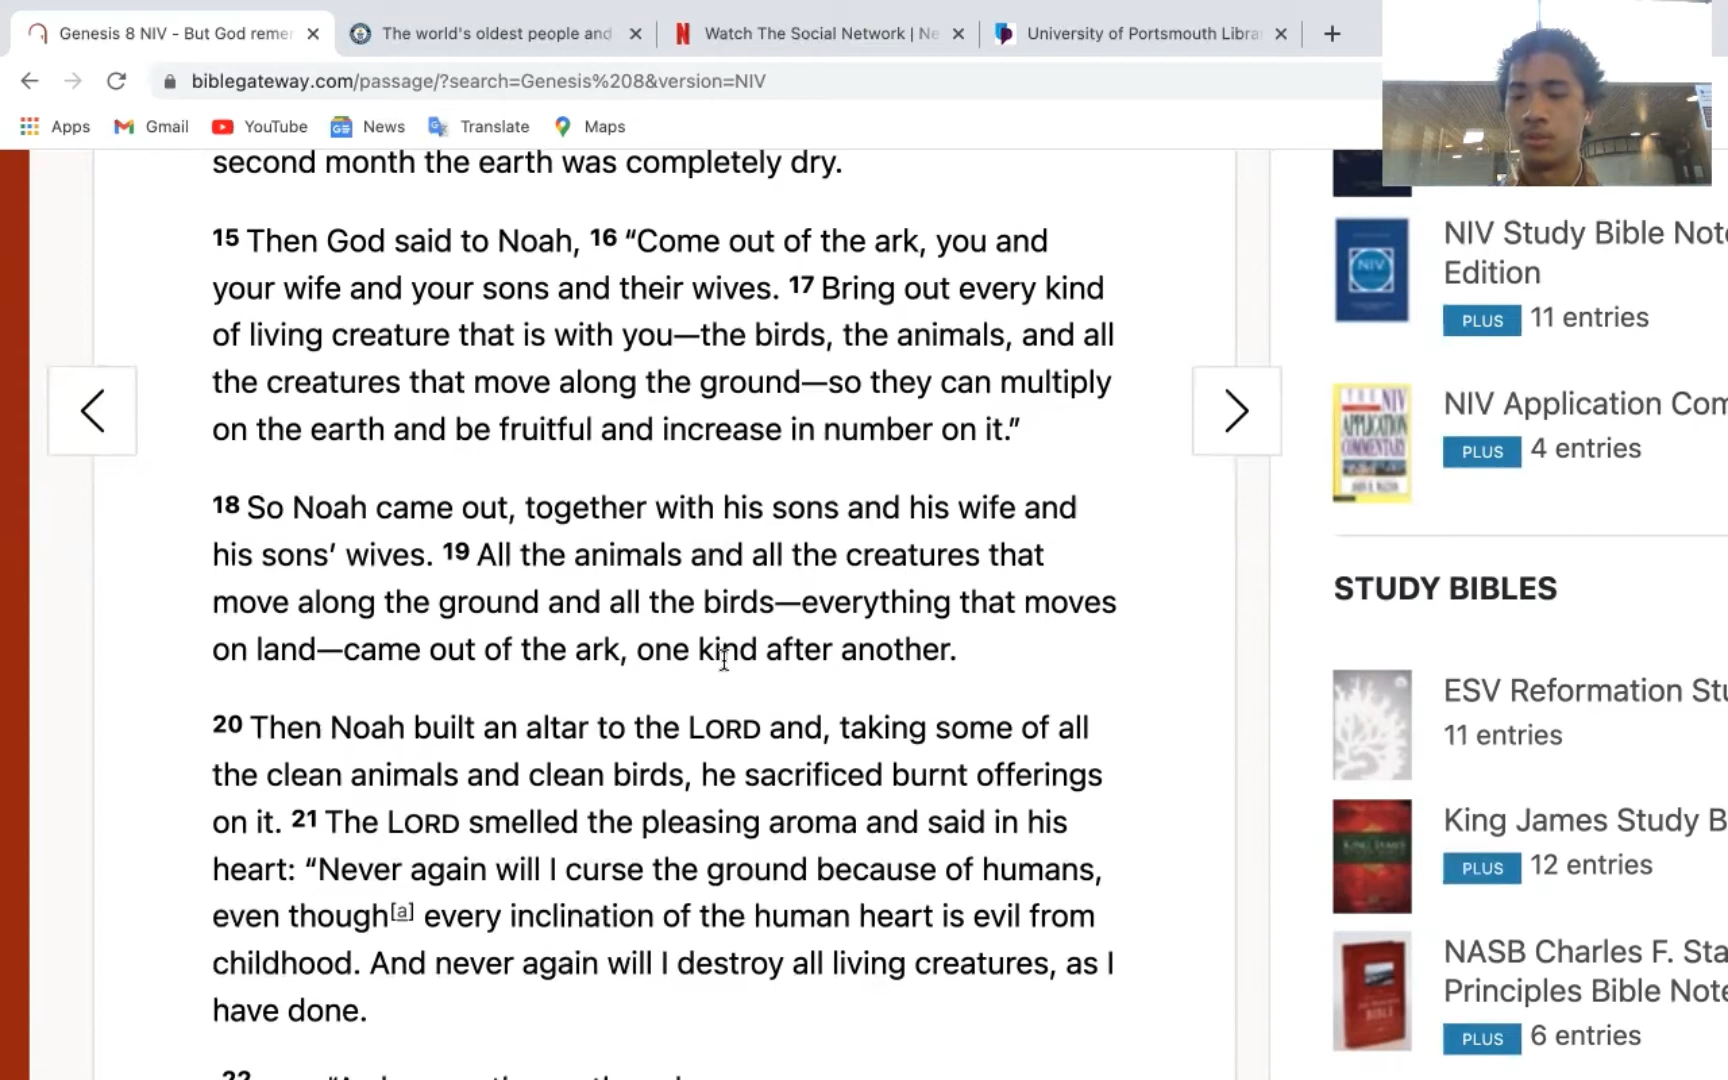 Genesis 8 NIV - But God remer
The world's oldest people and
Watch The Social Network | Ne
University of Portsmouth Libra
biblegateway.com/passage/?search=Genesis%208&version=NIV
Apps
Gmail
YouTube
News
Translate
Maps
second month the earth was completely dry.
15 Then God said to Noah, 16 “Come out of the ark, you and
your wife and your sons and their wives. 17 Bring out every kind
of living creature that is with you—the birds, the animals, and all
the creatures that move along the ground—so they can multiply
on the earth and be fruitful and increase in number on it.”
18 So Noah came out, together with his sons and his wife and
his sons’ wives. 19 All the animals and all the creatures that
move along the ground and all the birds—everything that moves
on land—came out of the ark, one kind after another.
20 Then Noah built an altar to the LORD and, taking some of all
the clean animals and clean birds, he sacrificed burnt offerings
on it. 21 The LORD smelled the pleasing aroma and said in his
heart: “Never again will I curse the ground because of humans,
even though[a] every inclination of the human heart is evil from
childhood. And never again will I destroy all living creatures, as I
have done.
22
NIV
NIV Study Bible Note
Edition
PLUS 11 entries
THE NIV
APPLICATION
COMMENTARY
NIV Application Com
PLUS 4 entries
STUDY BIBLES
ESV Reformation Stu
11 entries
King James Study B
PLUS 12 entries
NASB Charles F. Sta
Principles Bible Note
BIBLE
PLUS 6 entries